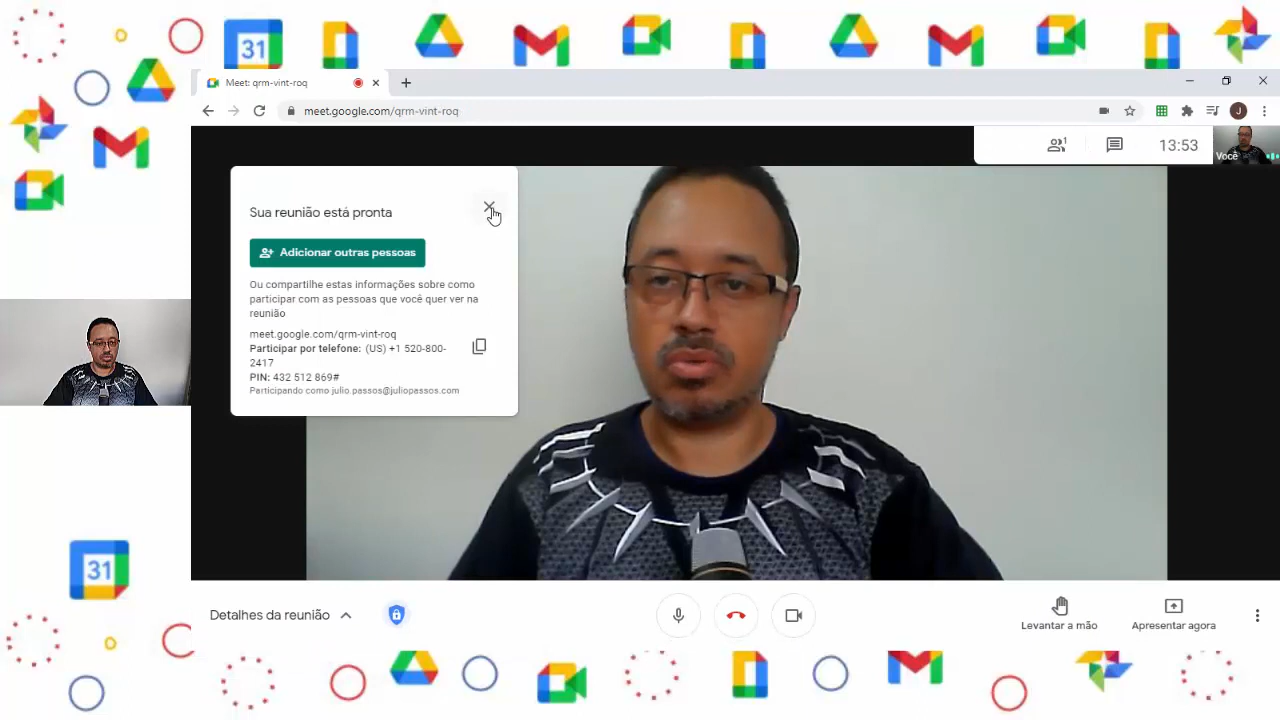 31
Meet: qrm-vint-roq
meet.google.com/qrm-vint-roq
J
1
13:53
Você
Sua reunião está pronta
Adicionar outras pessoas
Ou compartilhe estas informações sobre como
participar com as pessoas que você quer ver na
reunião
meet.google.com/qrm-vint-roq
Participar por telefone: (US) +1 520-800-
2417
PIN: 432 512 869#
Participando como julio.passos@juliopassos.com
31
Detalhes da reunião
Levantar a mão
Apresentar agora